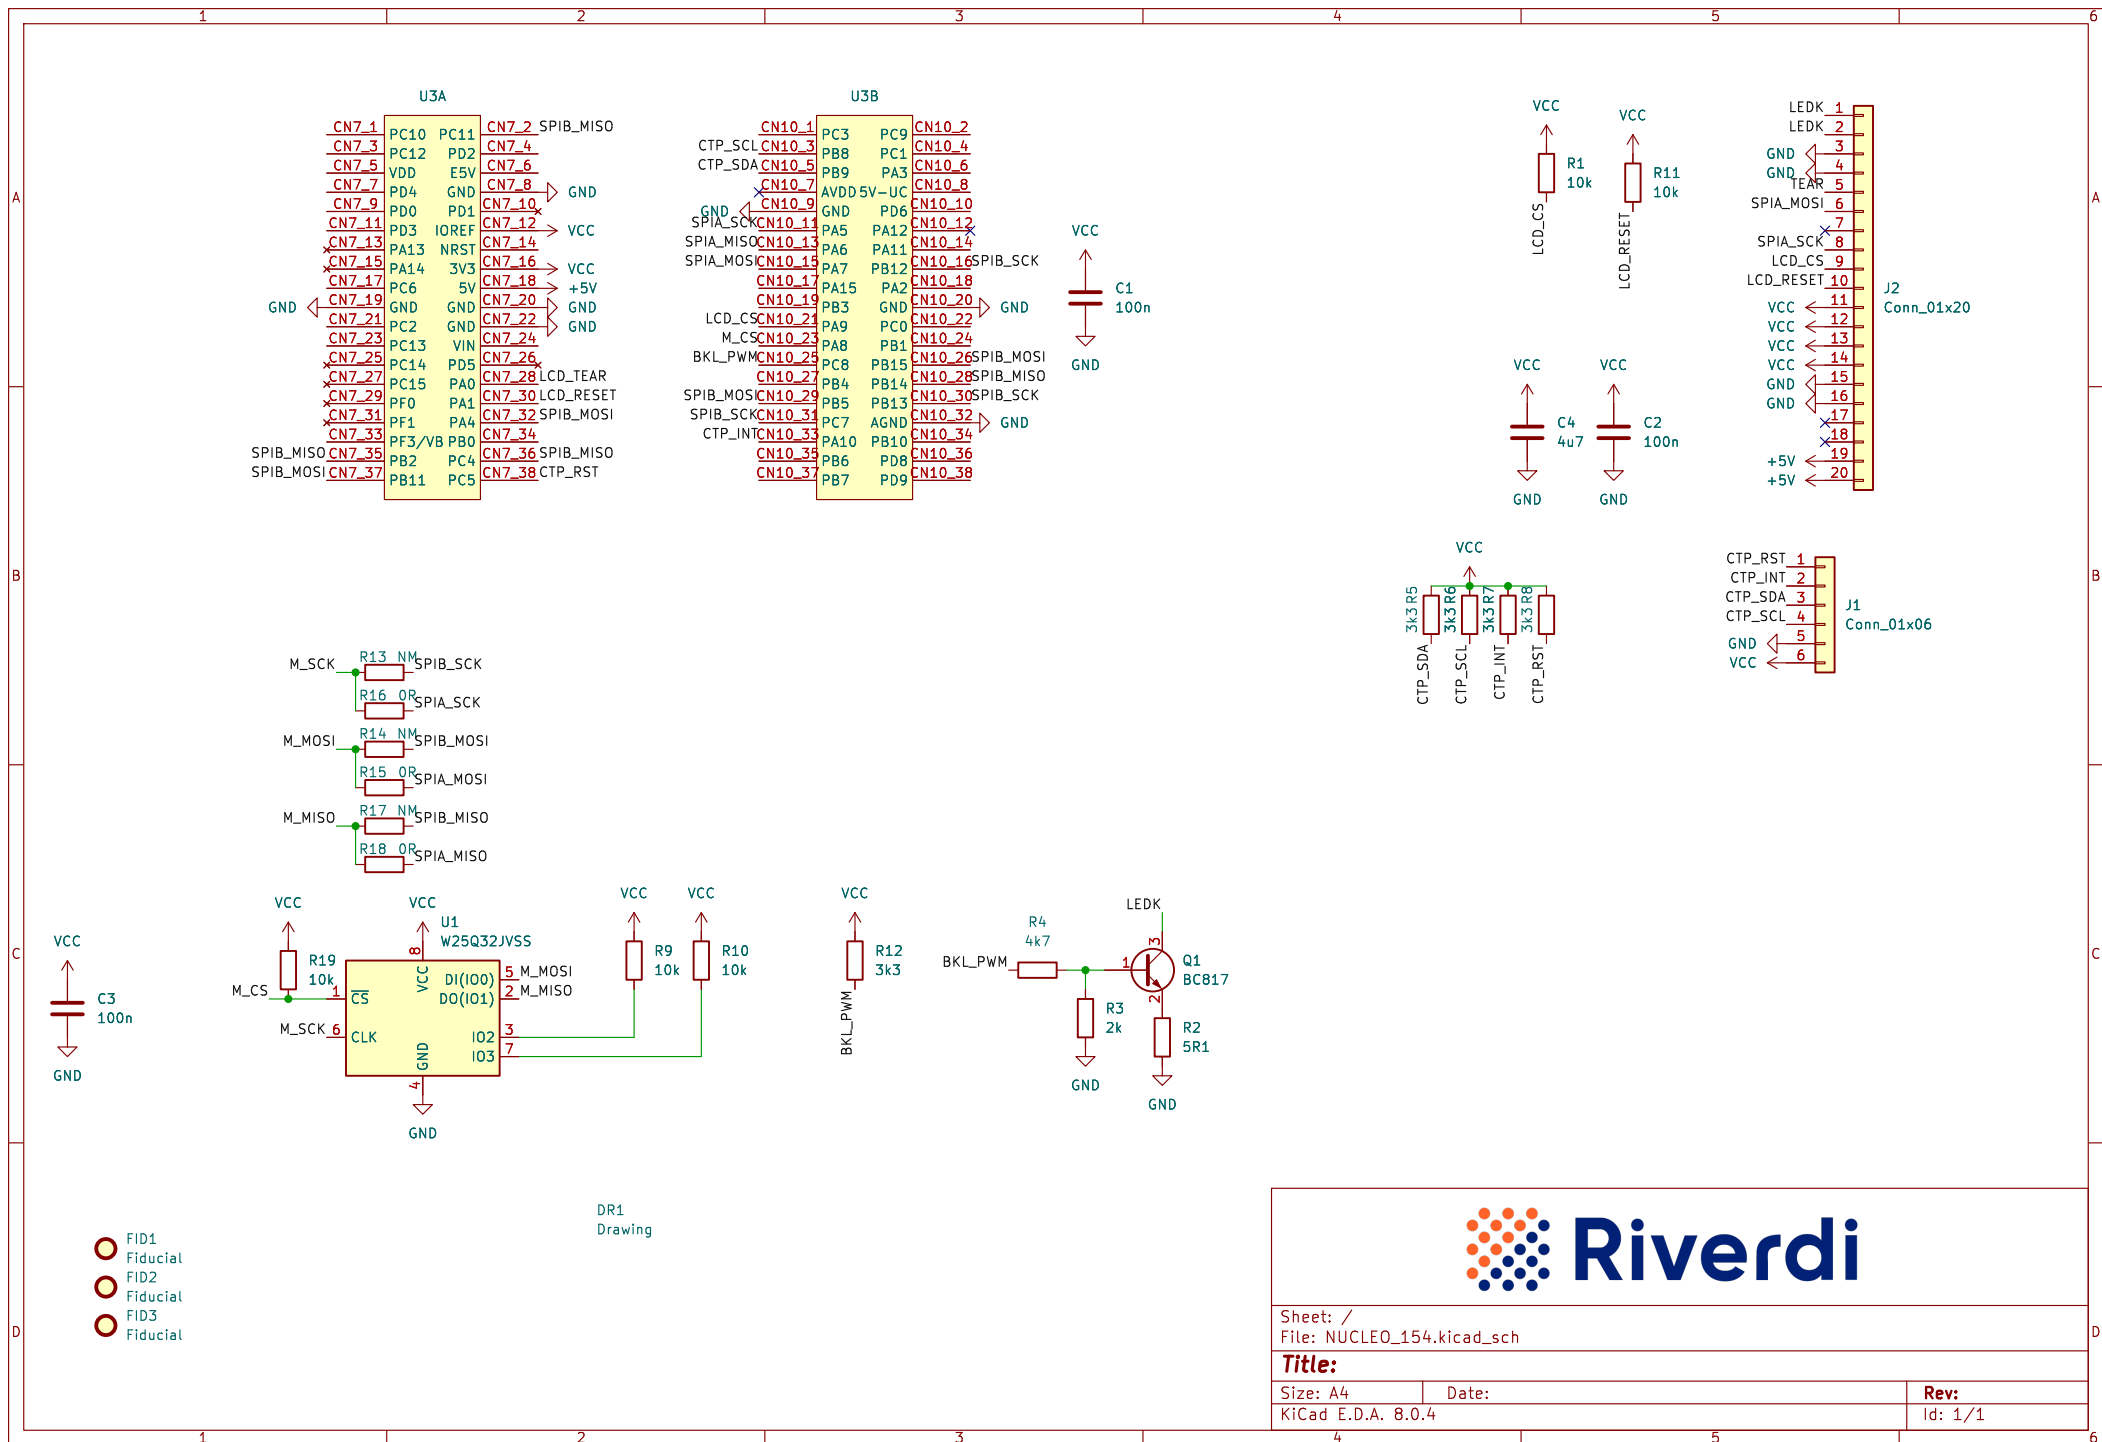 1 2 3 4 5 6
A
B
C
D
U3A
CN7_1 PC10 PC11 CN7_2 SPIB_MISO
CN7_3 PC12 PD2 CN7_4
CN7_5 VDD E5V CN7_6
CN7_7 PD4 GND CN7_8 GND
CN7_9 PD0 PD1 CN7_10
CN7_11 PD3 IOREF CN7_12 VCC
CN7_13 PA13 NRST CN7_14
CN7_15 PA14 3V3 CN7_16 VCC
CN7_17 PC6 5V CN7_18 +5V
GND CN7_19 GND GND CN7_20 GND
CN7_21 PC2 GND CN7_22 GND
CN7_23 PC13 VIN CN7_24
CN7_25 PC14 PD5 CN7_26
CN7_27 PC15 PA0 CN7_28 LCD_TEAR
CN7_29 PF0 PA1 CN7_30 LCD_RESET
CN7_31 PF1 PA4 CN7_32 SPIB_MOSI
CN7_33 PF3/VB PB0 CN7_34
SPIB_MISO CN7_35 PB2 PC4 CN7_36 SPIB_MISO
SPIB_MOSI CN7_37 PB11 PC5 CN7_38 CTP_RST
U3B
CN10_1 PC3 PC9 CN10_2
CTP_SCL CN10_3 PB8 PC1 CN10_4
CTP_SDA CN10_5 PB9 PA3 CN10_6
CN10_7 AVDD 5V-UC CN10_8
GND CN10_9 GND PD6 CN10_10
SPIA_SCK CN10_11 PA5 PA12 CN10_12
SPIA_MISO CN10_13 PA6 PA11 CN10_14
SPIA_MOSI CN10_15 PA7 PB12 CN10_16 SPIB_SCK
CN10_17 PA15 PA2 CN10_18
CN10_19 PB3 GND CN10_20 GND
LCD_CS CN10_21 PA9 PC0 CN10_22
M_CS CN10_23 PA8 PB1 CN10_24
BKL_PWM CN10_25 PC8 PB15 CN10_26 SPIB_MOSI
CN10_27 PB4 PB14 CN10_28 SPIB_MISO
SPIB_MOSI CN10_29 PB5 PB13 CN10_30 SPIB_SCK
SPIB_SCK CN10_31 PC7 AGND CN10_32 GND
CTP_INT CN10_33 PA10 PB10 CN10_34
CN10_35 PB6 PD8 CN10_36
CN10_37 PB7 PD9 CN10_38
VCC
C1
100n
GND
VCC
R1
10k
LCD_CS
VCC
R11
10k
LCD_RESET
VCC
C4
4u7
GND
VCC
C2
100n
GND
LEDK 1
LEDK 2
GND 3
GND 4
TEAR 5
SPIA_MOSI 6
7
SPIA_SCK 8
LCD_CS 9
LCD_RESET 10
VCC 11
VCC 12
VCC 13
VCC 14
GND 15
GND 16
17
18
+5V 19
+5V 20
J2
Conn_01x20
VCC
3k3 R5
3k3 R6
3k3 R7
3k3 R8
CTP_SDA
CTP_SCL
CTP_INT
CTP_RST
CTP_RST 1
CTP_INT 2
CTP_SDA 3
CTP_SCL 4
GND 5
VCC 6
J1
Conn_01x06
M_SCK R13 NM SPIB_SCK
R16 0R SPIA_SCK
M_MOSI R14 NM SPIB_MOSI
R15 0R SPIA_MOSI
M_MISO R17 NM SPIB_MISO
R18 0R SPIA_MISO
VCC
C3
100n
GND
VCC
R19
10k
M_CS
M_SCK
VCC
U1
W25Q32JVSS
8
VCC
1 CS
6 CLK
DI(IO0) 5 M_MOSI
DO(IO1) 2 M_MISO
IO2 3
IO3 7
GND
4
GND
VCC
R9
10k
VCC
R10
10k
VCC
R12
3k3
BKL_PWM
BKL_PWM
R4
4k7
LEDK
3
1
2
Q1
BC817
R3
2k
GND
R2
5R1
GND
DR1
Drawing
FID1
Fiducial
FID2
Fiducial
FID3
Fiducial
Riverdi
Sheet: /
File: NUCLEO_154.kicad_sch
Title:
Size: A4 Date: Rev:
KiCad E.D.A. 8.0.4 Id: 1/1
A
B
C
D
1 2 3 4 5 6